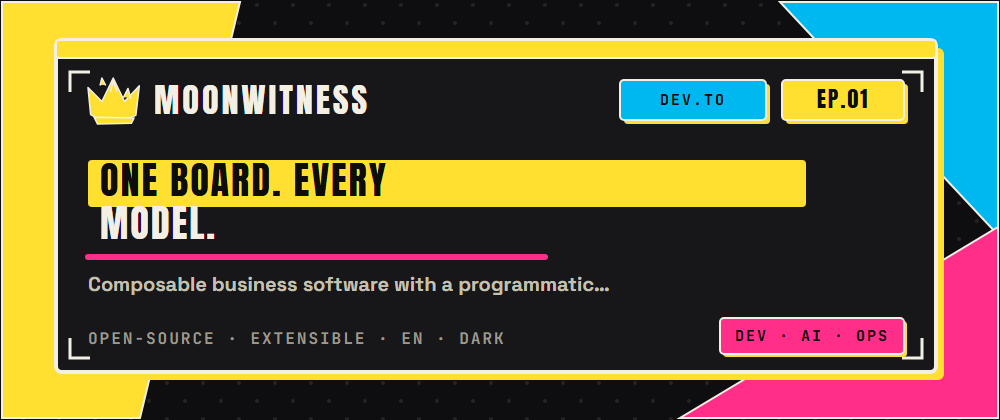 MOONWITNESS
DEV.TO
EP.01
ONE BOARD. EVERY
MODEL.
Composable business software with a programmatic…
OPEN-SOURCE · EXTENSIBLE · EN · DARK
DEV · AI · OPS